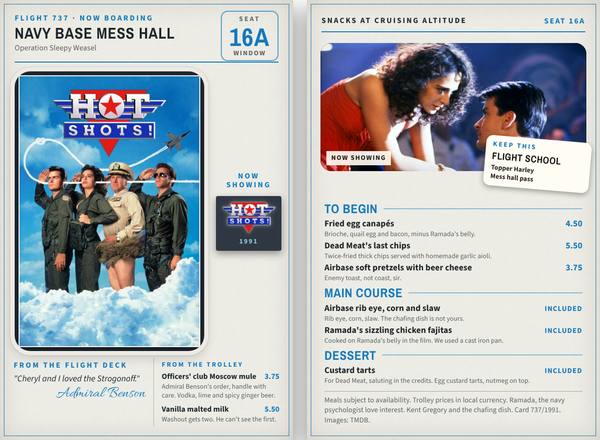 FLIGHT 737 · NOW BOARDING
NAVY BASE MESS HALL
Operation Sleepy Weasel
SEAT
16A
WINDOW
HOT
SHOTS!
NOW
SHOWING
HOT
SHOTS!
1991
FROM THE FLIGHT DECK
"Cheryl and I loved the Stroganoff."
Admiral Benson
FROM THE TROLLEY
Officers' club Moscow mule 3.75
Admiral Benson's order, handle with
care. Vodka, lime and spicy ginger beer.
Vanilla malted milk 5.50
Washout gets two. He can't see the first.
SNACKS AT CRUISING ALTITUDE
SEAT 16A
NOW SHOWING
KEEP THIS
FLIGHT SCHOOL
Topper Harley
Mess hall pass
TO BEGIN
Fried egg canapés 4.50
Brioche, quail egg and bacon, minus Ramada's belly.
Dead Meat's last chips 5.50
Twice-fried thick chips served with homemade garlic aioli.
Airbase soft pretzels with beer cheese 3.75
Enemy toast, not coast, sir.
MAIN COURSE
Airbase rib eye, corn and slaw INCLUDED
Rib eye, corn, slaw. The chafing dish is not yours.
Ramada's sizzling chicken fajitas INCLUDED
Cooked on Ramada's belly in the film. We used a cast iron pan.
DESSERT
Custard tarts INCLUDED
For Dead Meat, saluting in the credits. Egg custard tarts, nutmeg on top.
Meals subject to availability. Trolley prices in local currency. Ramada, the navy
psychologist love interest. Kent Gregory and the chafing dish. Card 737/1991.
Images: TMDB.